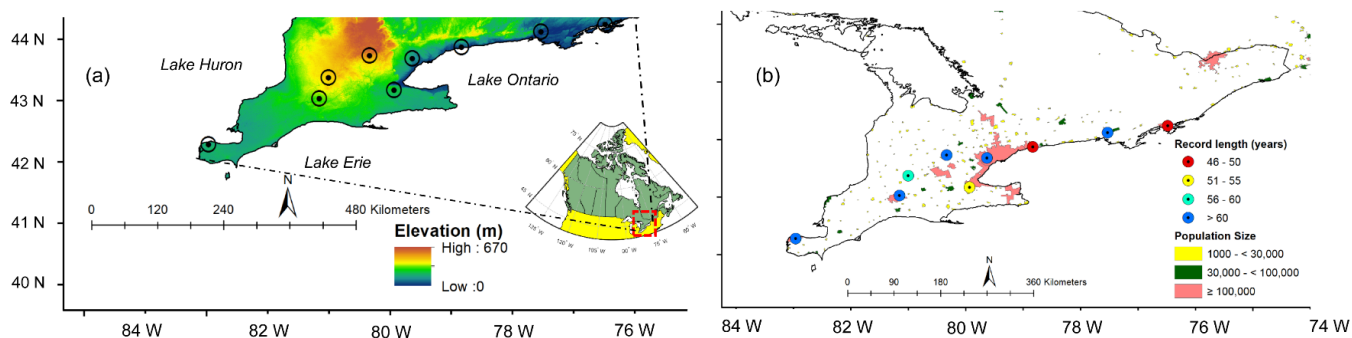 44 N
43 N
42 N
41 N
40 N
(a)
Lake Huron
Lake Ontario
Lake Erie
N
0 120 240 480 Kilometers
Elevation (m)
High : 670
Low :0
84 W 82 W 80 W 78 W 76 W
(b)
Record length (years)
46 - 50
51 - 55
56 - 60
> 60
Population Size
1000 - < 30,000
30,000 - < 100,000
≥ 100,000
N
0 90 180 360 Kilometers
84 W 82 W 80 W 78 W 76 W 74 W